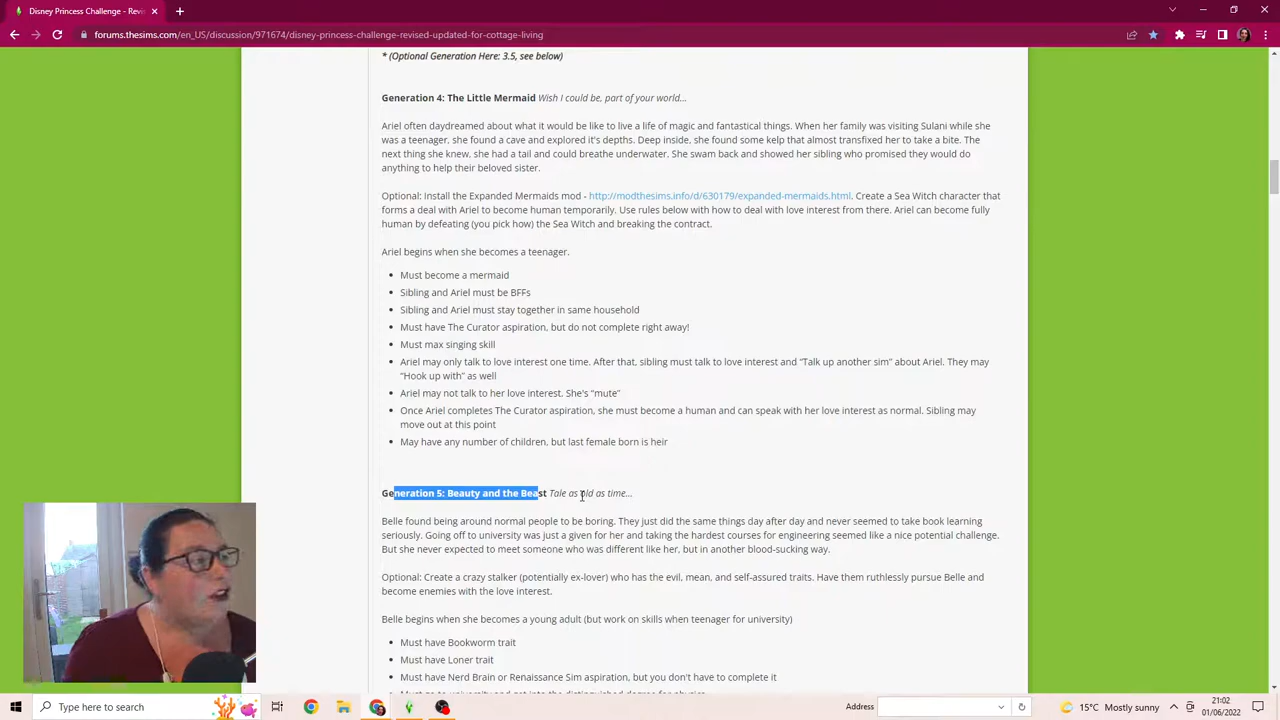 Disney Princess Challenge - Re
forums.thesims.com/en_US/discussion/971674/disney-princess-challenge-revised-updated-for-cottage-living
* (Optional Generation Here: 3.5, see below)
Generation 4: The Little Mermaid Wish I could be, part of your world...
Ariel often daydreamed about what it would be like to live a life of magic and fantastical things. When her family was visiting Sulani while she
was a teenager, she found a cave and explored it's depths. Deep inside, she found some kelp that almost transfixed her to take a bite. The
next thing she knew, she had a tail and could breathe underwater. She swam back and showed her sibling who promised they would do
anything to help their beloved sister.
Optional: Install the Expanded Mermaids mod - http://modthesims.info/d/630179/expanded-mermaids.html. Create a Sea Witch character that
forms a deal with Ariel to become human temporarily. Use rules below with how to deal with love interest from there. Ariel can become fully
human by defeating (you pick how) the Sea Witch and breaking the contract.
Ariel begins when she becomes a teenager.
• Must become a mermaid
• Sibling and Ariel must be BFFs
• Sibling and Ariel must stay together in same household
• Must have The Curator aspiration, but do not complete right away!
• Must max singing skill
• Ariel may only talk to love interest one time. After that, sibling must talk to love interest and “Talk up another sim” about Ariel. They may
“Hook up with” as well
• Ariel may not talk to her love interest. She's “mute”
• Once Ariel completes The Curator aspiration, she must become a human and can speak with her love interest as normal. Sibling may
move out at this point
• May have any number of children, but last female born is heir
Generation 5: Beauty and the Beast Tale as old as time...
Belle found being around normal people to be boring. They just did the same things day after day and never seemed to take book learning
seriously. Going off to university was just a given for her and taking the hardest courses for engineering seemed like a nice potential challenge.
But she never expected to meet someone who was different like her, but in another blood-sucking way.
Optional: Create a crazy stalker (potentially ex-lover) who has the evil, mean, and self-assured traits. Have them ruthlessly pursue Belle and
become enemies with the love interest.
Belle begins when she becomes a young adult (but work on skills when teenager for university)
• Must have Bookworm trait
• Must have Loner trait
• Must have Nerd Brain or Renaissance Sim aspiration, but you don't have to complete it
• Must go to university and get into the distinguished degree for physics
Type here to search
Address
15°C Mostly sunny
21:02
01/06/2022